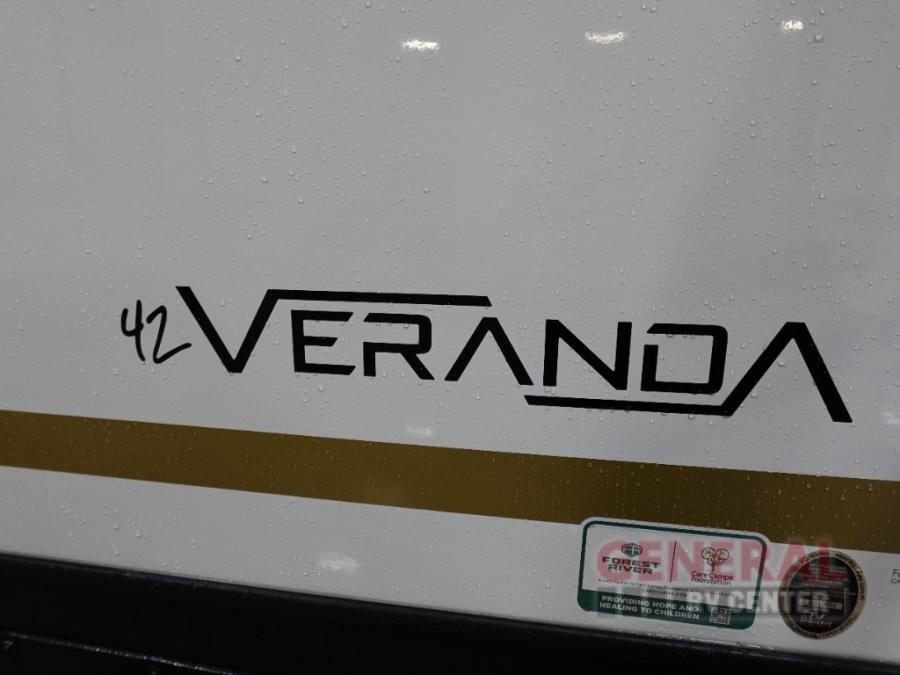 42 VERANDA
FOREST RIVER
Care Camps Foundation
PROVIDING HOPE AND
HEALING TO CHILDREN
GENERAL
RV CENTER